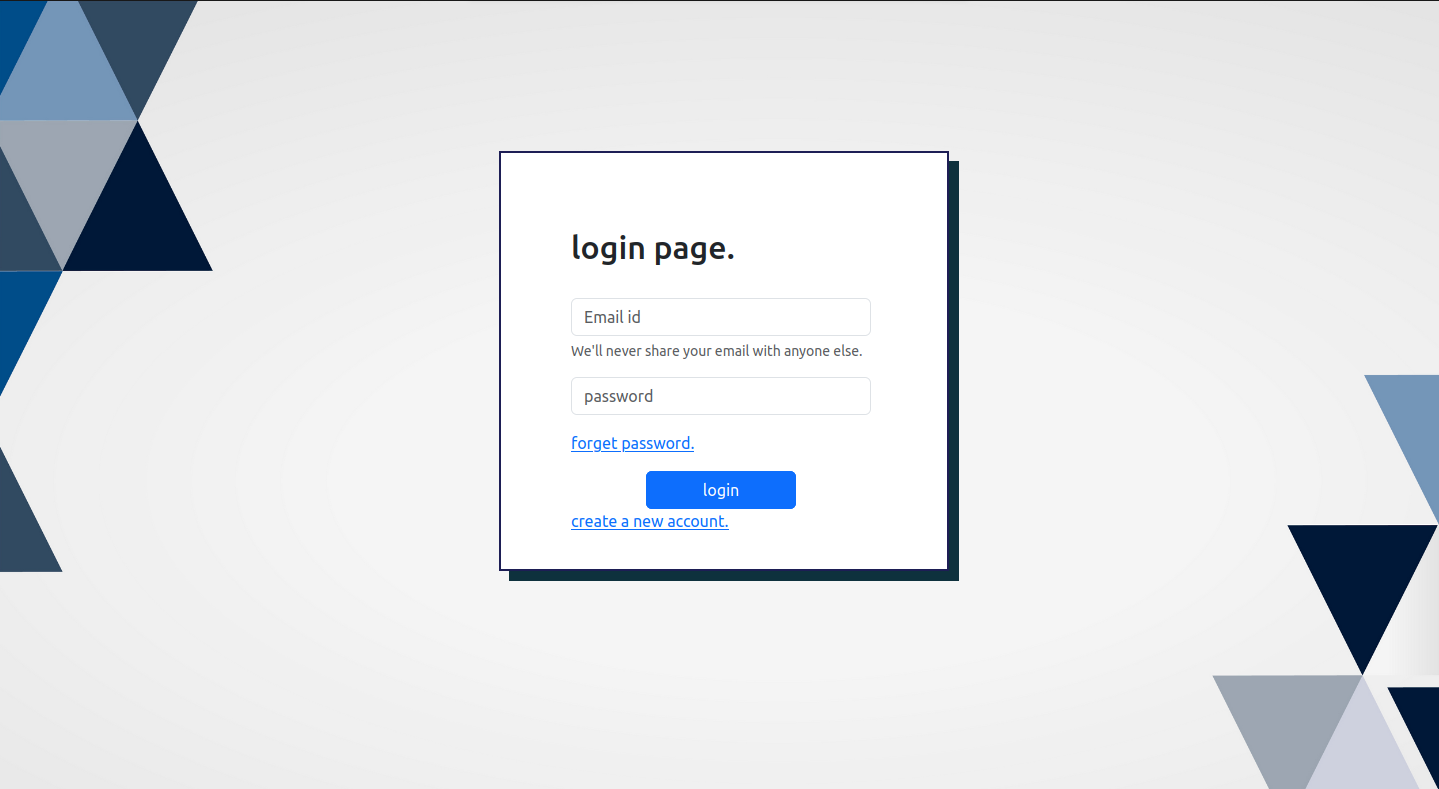 login page.
Email id
We'll never share your email with anyone else.
password
forget password.
login
create a new account.